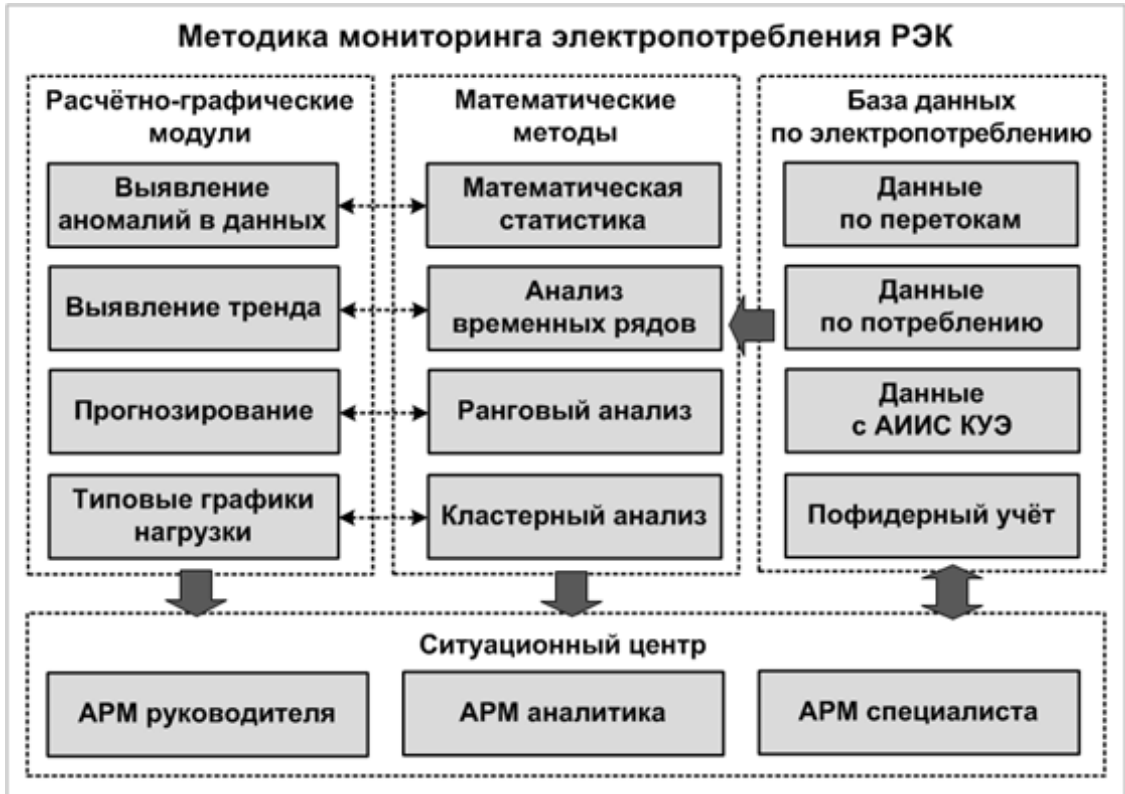 Методика мониторинга электропотребления РЭК
Расчётно-графические
модули
Выявление
аномалий в данных
Выявление тренда
Прогнозирование
Типовые графики
нагрузки
Математические
методы
Математическая
статистика
Анализ
временных рядов
Ранговый анализ
Кластерный анализ
База данных
по электропотреблению
Данные
по перетокам
Данные
по потреблению
Данные
с АИИС КУЭ
Пофидерный учёт
Ситуационный центр
АРМ руководителя
АРМ аналитика
АРМ специалиста